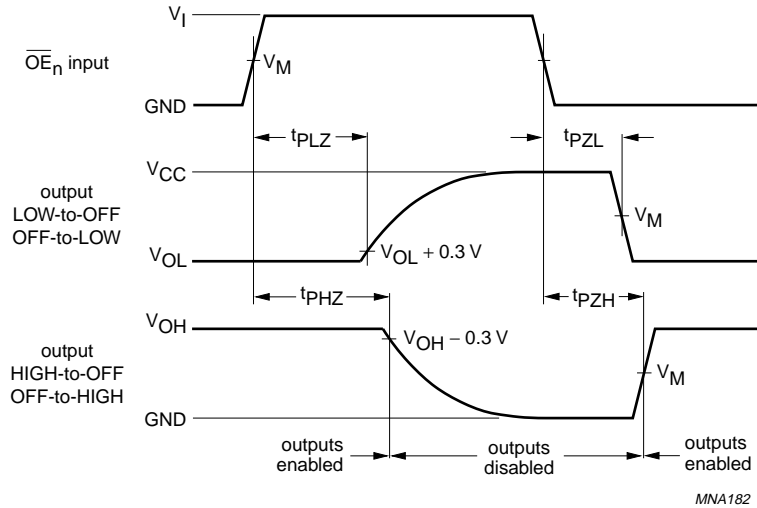 V_I
OE̅_n input
V_M
GND
t_PLZ
t_PZL
V_CC
output
LOW-to-OFF
OFF-to-LOW
V_M
V_OL
V_OL + 0.3 V
t_PHZ
t_PZH
V_OH
V_OH − 0.3 V
output
HIGH-to-OFF
OFF-to-HIGH
V_M
GND
outputs
enabled
outputs
disabled
outputs
enabled
MNA182